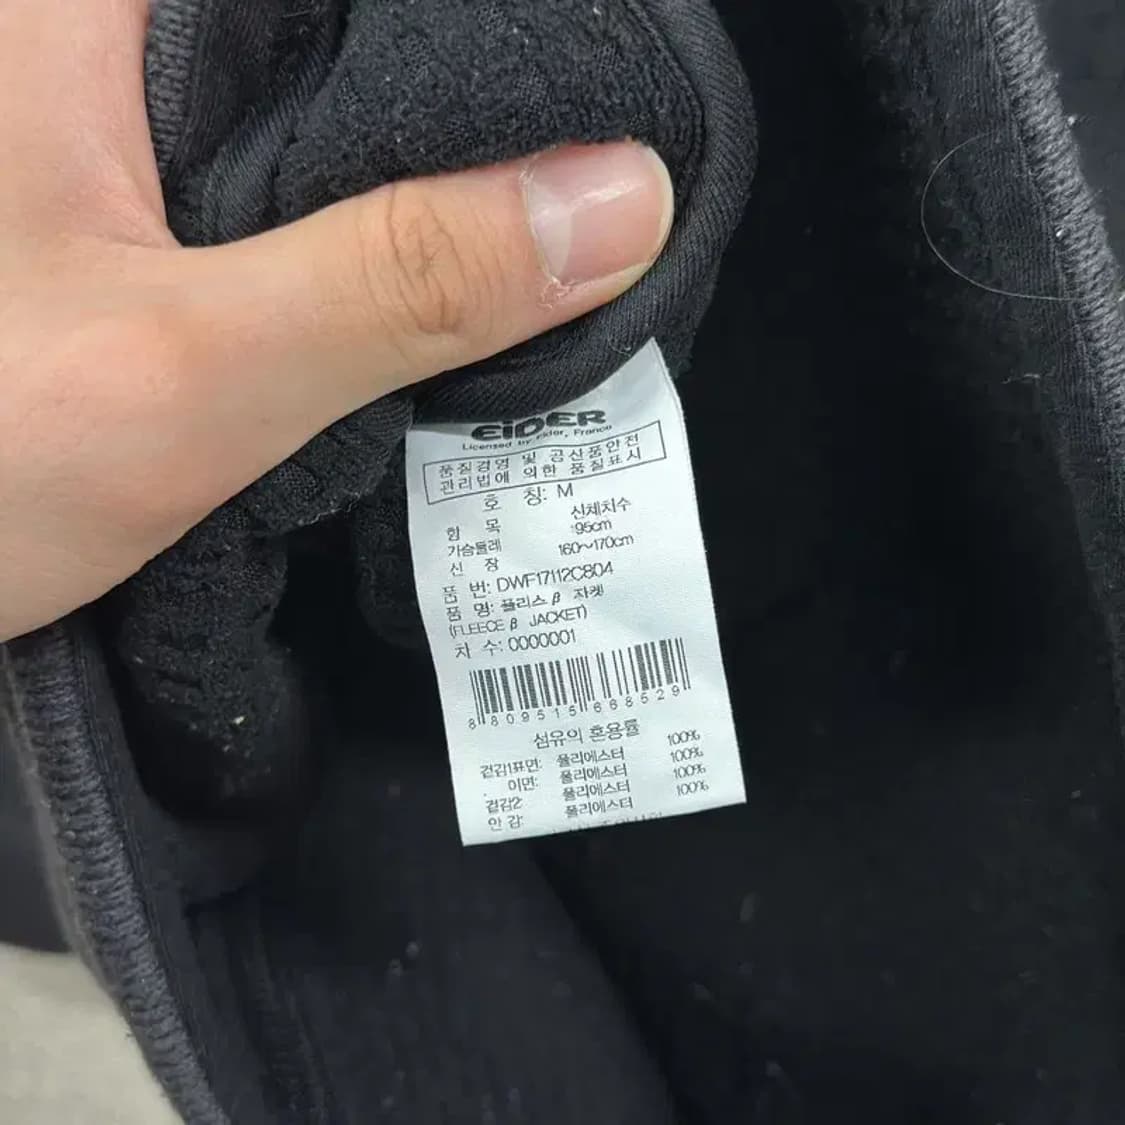 EiDER
Licensed by Eider, France
품질경영 및 공산품안전
관리법에 의한 품질표시
호 칭: M
항 목 신체치수
가슴둘레 95cm
신 장 160~170cm
품 번: DWF17112C804
품 명: 플리스 β 자켓
(FLEECE β JACKET)
차 수: 0000001
8809515668529
섬유의 혼용률
겉감1표면: 폴리에스터 100%
이면: 폴리에스터 100%
겉감2: 폴리에스터 100%
안 감: 폴리에스터 100%